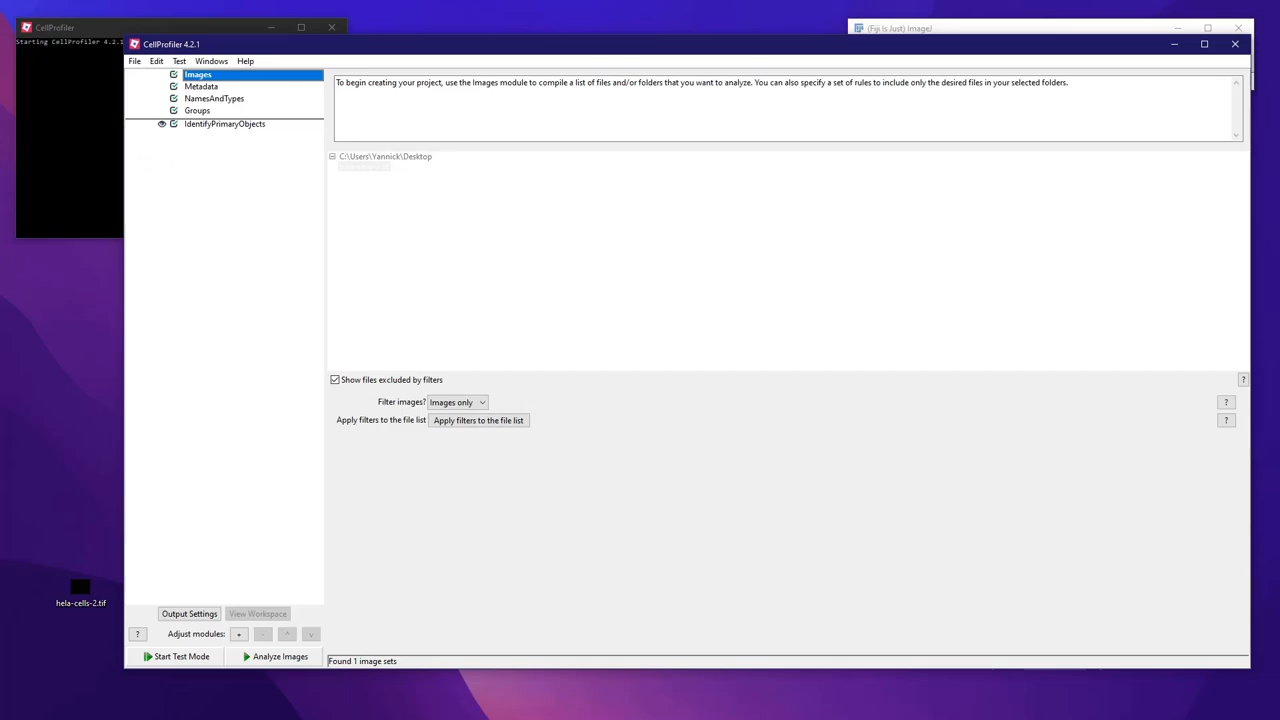 CellProfiler
Starting CellProfiler 4.2.1
(Fiji Is Just) ImageJ
CellProfiler 4.2.1
File Edit Test Windows Help
Images
Metadata
NamesAndTypes
Groups
IdentifyPrimaryObjects
To begin creating your project, use the Images module to compile a list of files and/or folders that you want to analyze. You can also specify a set of rules to include only the desired files in your selected folders.
C:\Users\Yannick\Desktop
Show files excluded by filters
?
Filter images? Images only ?
Apply filters to the file list Apply filters to the file list ?
hela-cells-2.tif
Output Settings View Workspace
? Adjust modules: + - ^ v
Start Test Mode Analyze Images
Found 1 image sets